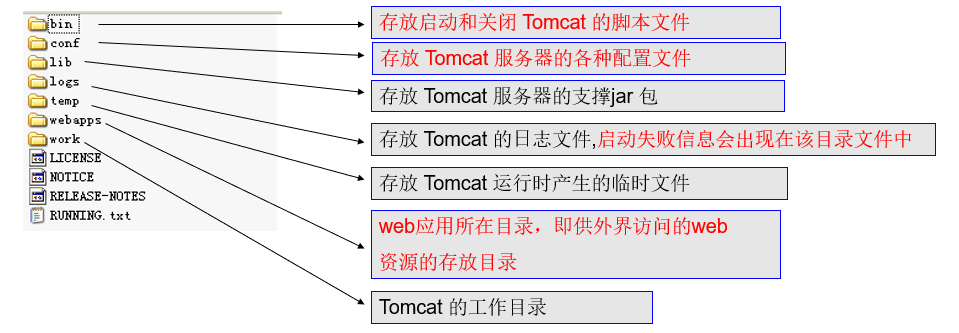 bin
conf
lib
logs
temp
webapps
work
LICENSE
NOTICE
RELEASE-NOTES
RUNNING.txt
存放启动和关闭 Tomcat 的脚本文件
存放 Tomcat 服务器的各种配置文件
存放 Tomcat 服务器的支撑jar 包
存放 Tomcat 的日志文件,启动失败信息会出现在该目录文件中
存放 Tomcat 运行时产生的临时文件
web应用所在目录，即供外界访问的web
资源的存放目录
Tomcat 的工作目录